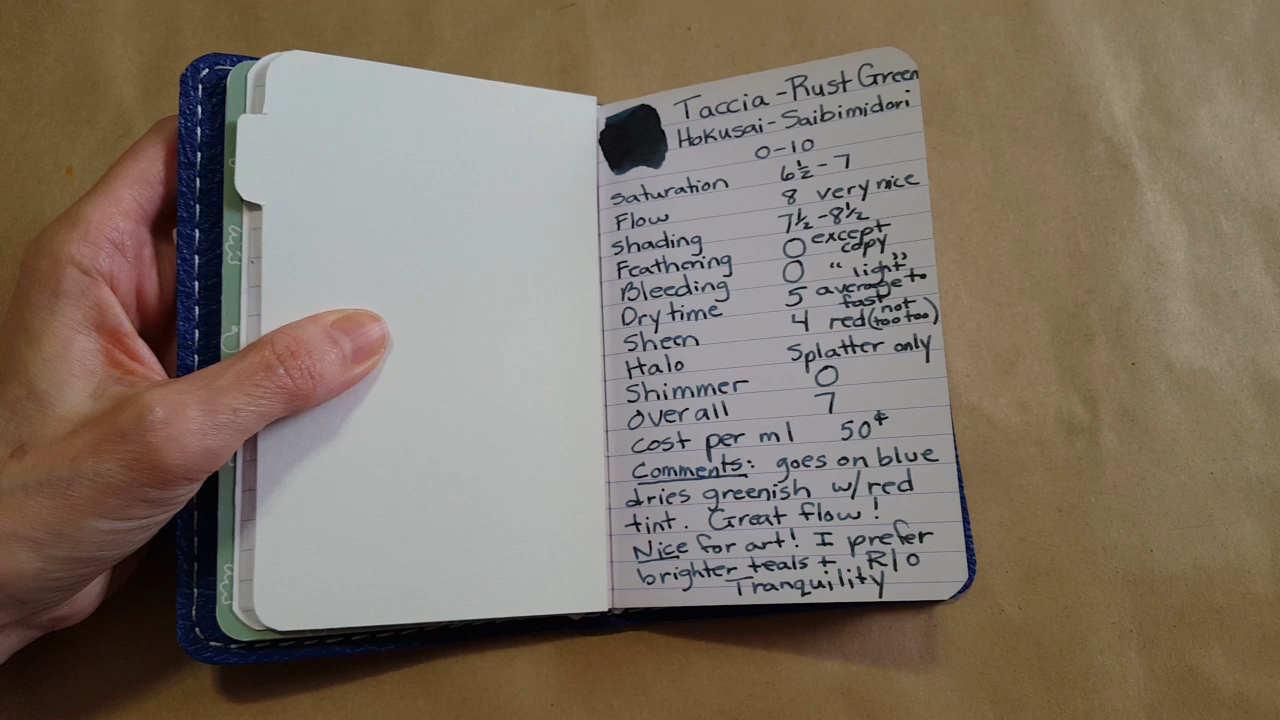 Taccia - Rust Green
Hokusai - Saibimidori
0-10
Saturation 6½ - 7
Flow 8 very nice
Shading 7½ - 8½
Feathering 0 except copy
Bleeding 0 " light"
Dry time 5 average to fast
Sheen 4 red (not too too)
Halo Splatter only
Shimmer 0
Overall 7
Cost per ml 50¢
Comments: goes on blue
dries greenish w/red
tint. Great flow!
Nice for art! I prefer
brighter teals + R/O
Tranquility